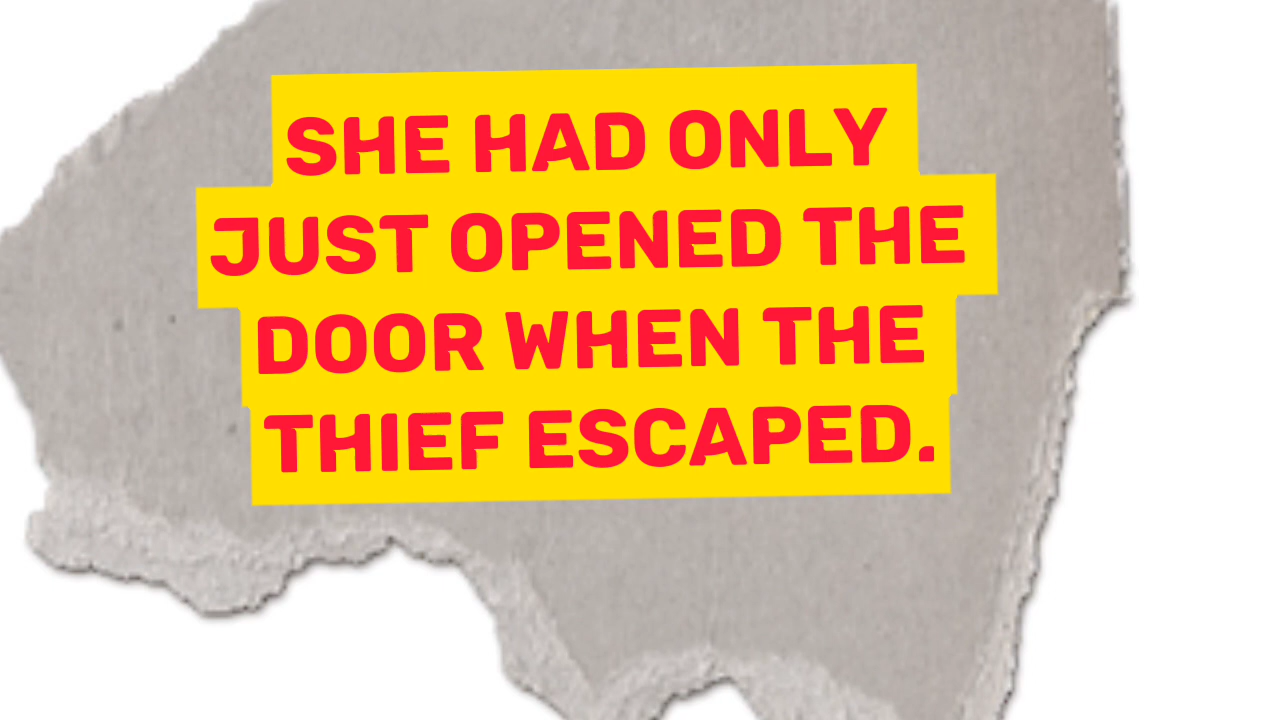 SHE HAD ONLY
JUST OPENED THE
DOOR WHEN THE
THIEF ESCAPED.